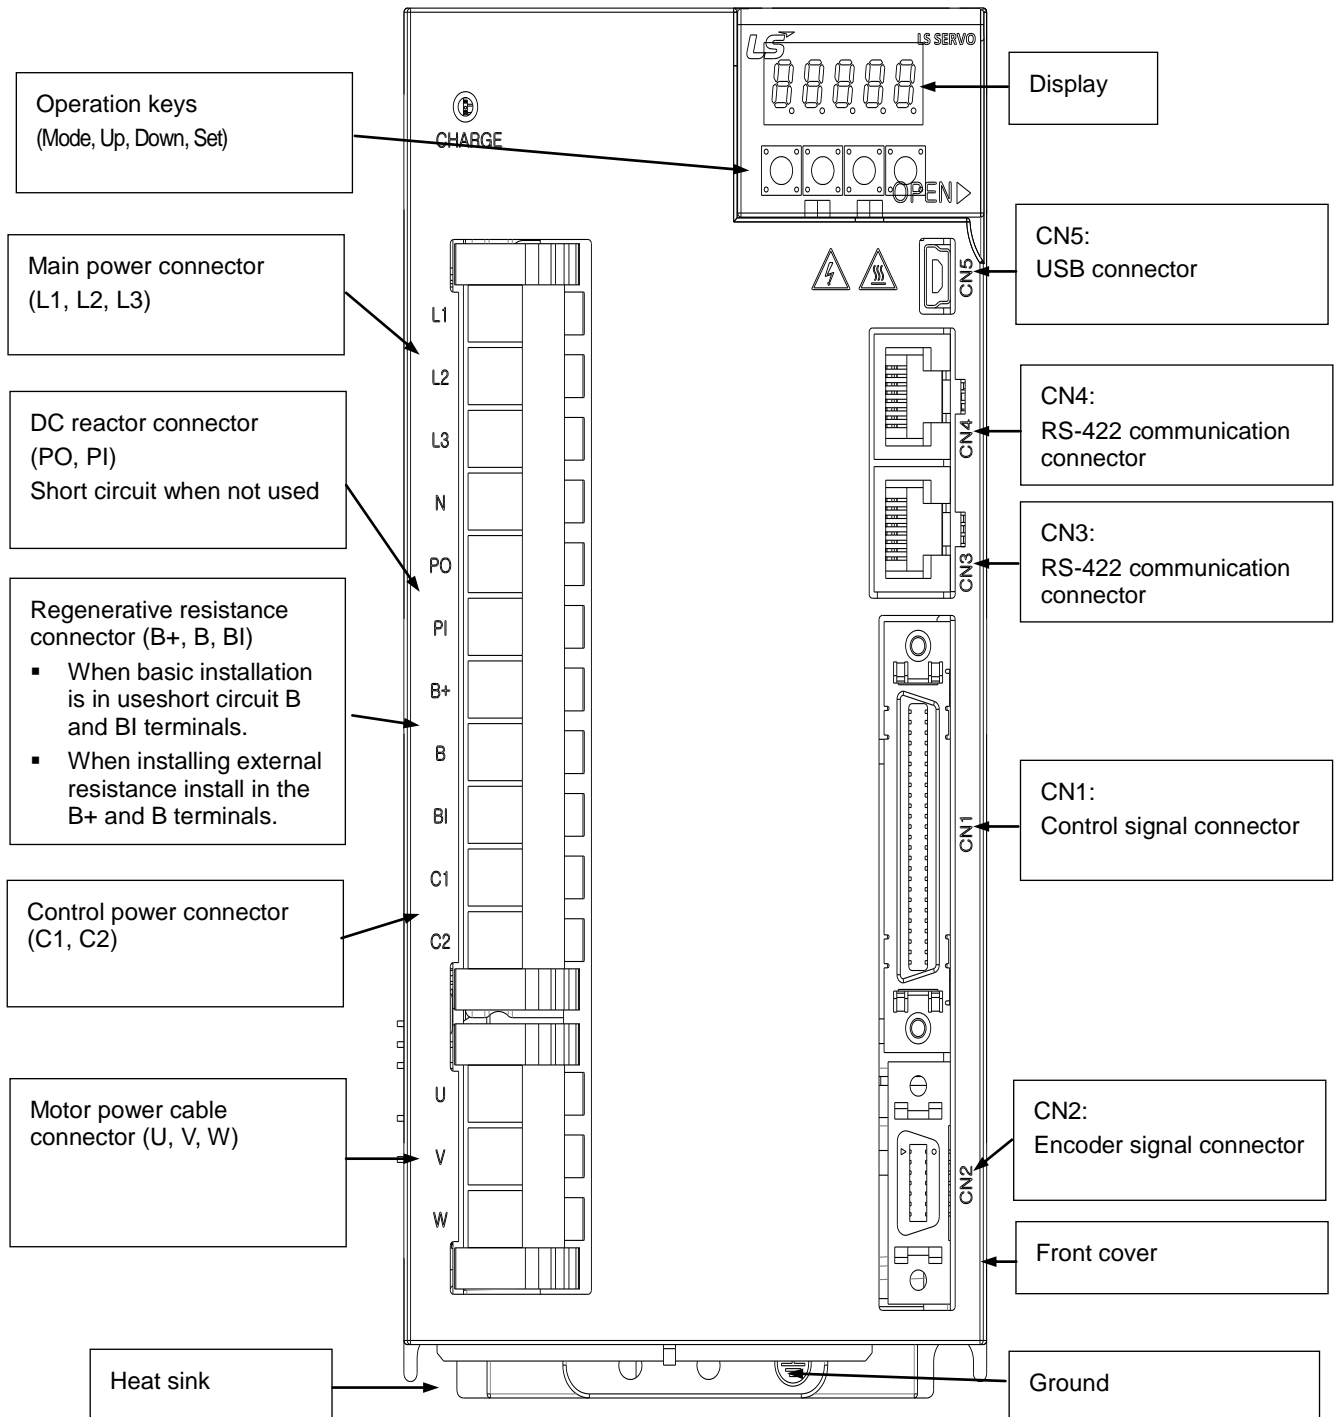 LS
LS SERVO
Display
Operation keys
(Mode, Up, Down, Set)
CHARGE
OPEN
Main power connector
(L1, L2, L3)
CN5:
USB connector
CN5
L1
L2
L3
N
PO
PI
B+
B
BI
C1
C2
U
V
W
DC reactor connector
(PO, PI)
Short circuit when not used
CN4:
RS-422 communication
connector
CN4
CN3:
RS-422 communication
connector
CN3
Regenerative resistance
connector (B+, B, BI)
▪ When basic installation
is in useshort circuit B
and BI terminals.
▪ When installing external
resistance install in the
B+ and B terminals.
CN1:
Control signal connector
CN1
Control power connector
(C1, C2)
Motor power cable
connector (U, V, W)
CN2:
Encoder signal connector
CN2
Front cover
Heat sink
Ground